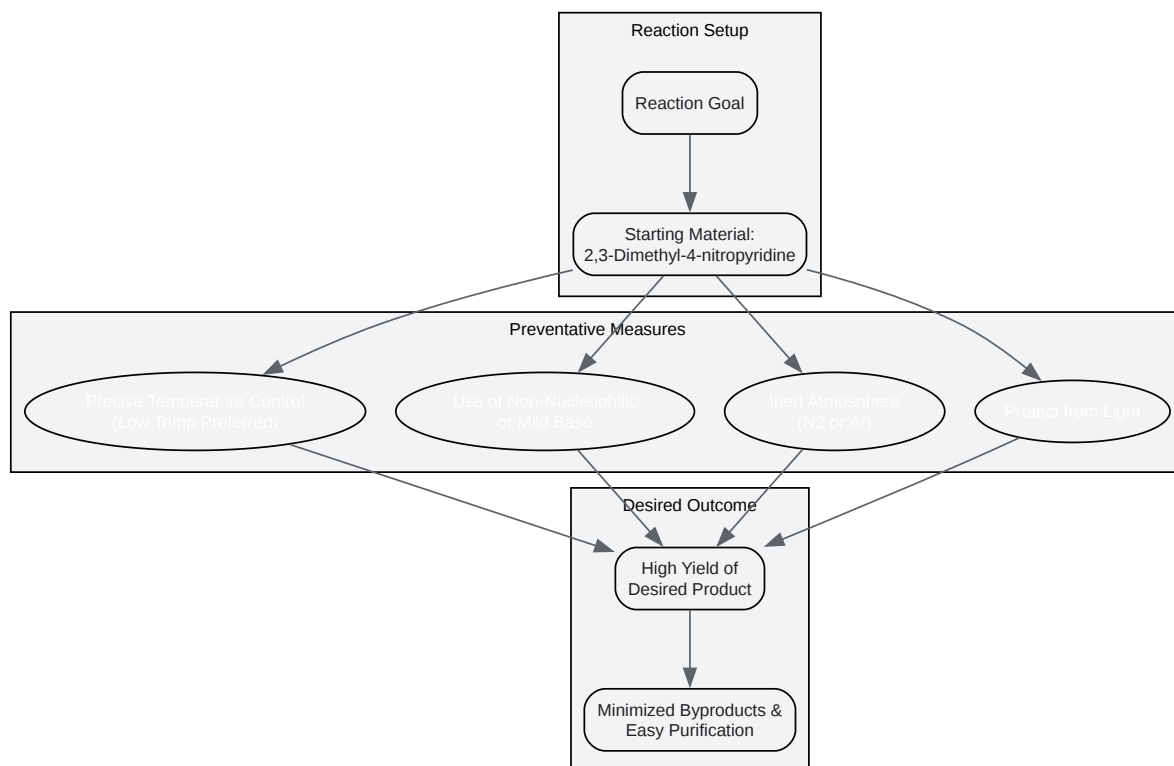 Reaction Setup
Reaction Goal
Starting Material:
2,3-Dimethyl-4-nitropyridine
Preventative Measures
Precise Temperature Control
(Low Temp Preferred)
Use of Non-Nucleophilic
or Mild Base
Inert Atmosphere
(N2 or Ar)
Protect from Light
Desired Outcome
High Yield of
Desired Product
Minimized Byproducts &
Easy Purification